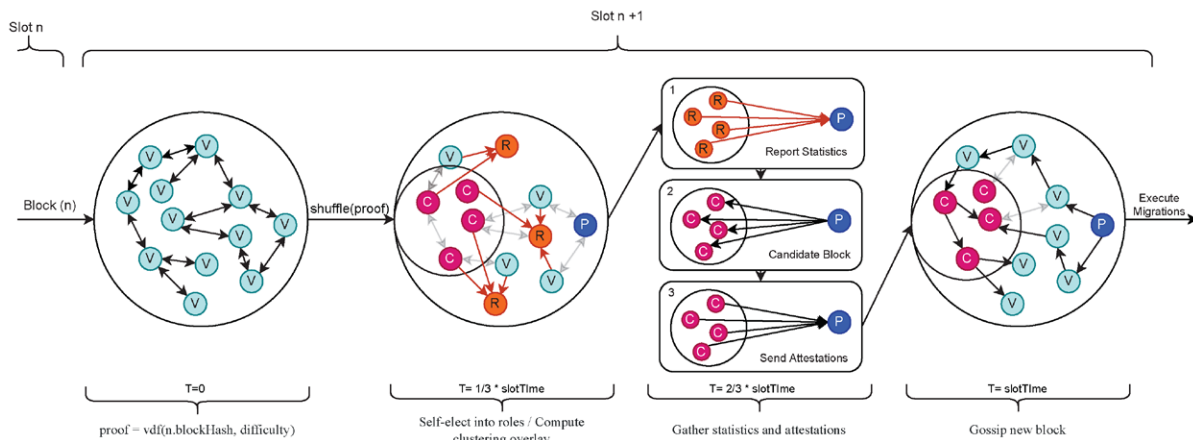 Slot n
Slot n +1
Block (n)
V
V
V
V
V
V
V
V
V
V
V
V
V
shuffle(proof)
V
R
C
C
C
C
V
R
P
V
V
R
1
R
R
R
R
P
Report Statistics
2
C
C
C
C
P
Candidate Block
3
C
C
C
C
P
Send Attestations
V
V
C
C
C
C
V
V
P
V
V
V
Execute
Migrations
T=0
T= 1/3 * slotTIme
T= 2/3 * slotTIme
T= slotTIme
proof = vdf(n.blockHash, difficulty)
Self-elect into roles / Compute
clustering overlay
Gather statistics and attestations
Gossip new block